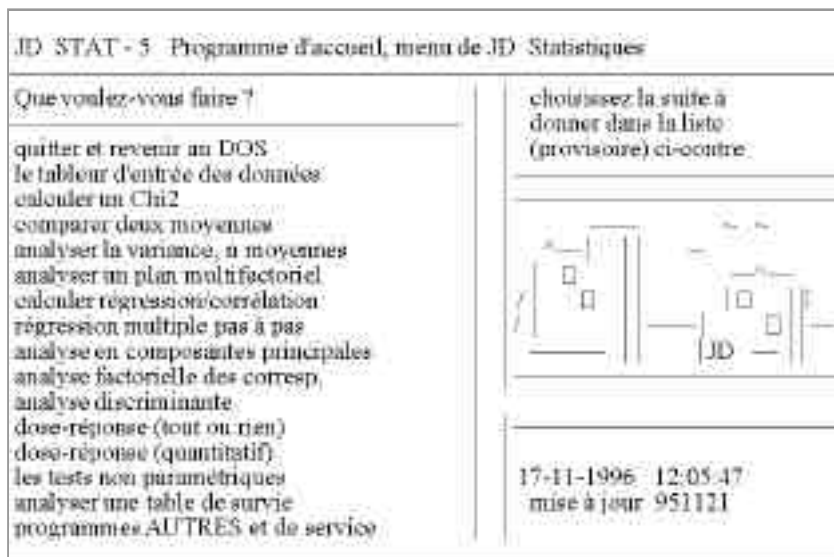 JD STAT - 5 Programme d'accueil, menu de JD Statistiques
Que voulez-vous faire ?
quitter et revenir au DOS
le tableur d'entrée des données
calculer un Chi2
comparer deux moyennes
analyser la variance, n moyennes
analyser un plan multifactoriel
calculer régression/corrélation
régression multiple pas à pas
analyse en composantes principales
analyse factorielle des corresp.
analyse discriminante
dose-réponse (tout ou rien)
dose-réponse (quantitatif)
les tests non paramétriques
analyser une table de survie
programmes AUTRES et de service
choisissez la suite à
donner dans la liste
(provisoire) ci-contre
JD
17-11-1996 12:05:47
mise à jour 951121